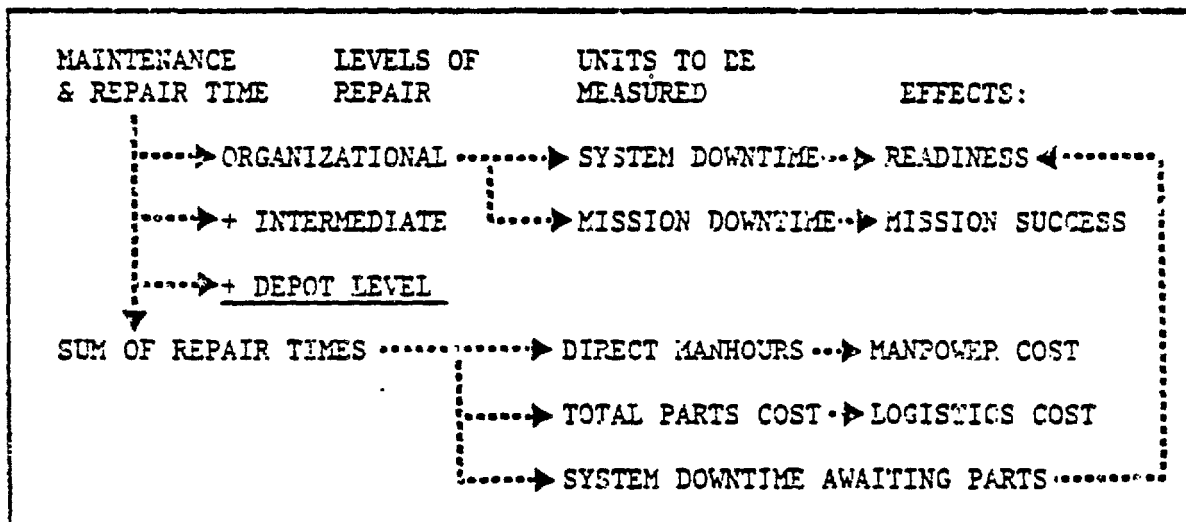 MAINTENANCE LEVELS OF UNITS TO BE
& REPAIR TIME REPAIR MEASURED EFFECTS:
ORGANIZATIONAL SYSTEM DOWNTIME READINESS
+ INTERMEDIATE MISSION DOWNTIME MISSION SUCCESS
+ DEPOT LEVEL
SUM OF REPAIR TIMES DIRECT MANHOURS MANPOWER COST
TOTAL PARTS COST LOGISTICS COST
SYSTEM DOWNTIME AWAITING PARTS